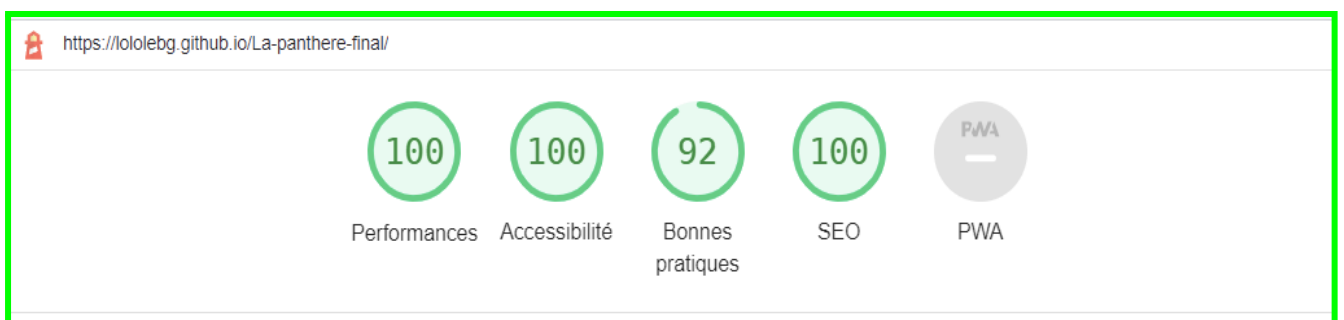 https://lololebg.github.io/La-panthere-final/
100 100 92 100 PWA
Performances Accessibilité Bonnes pratiques SEO PWA